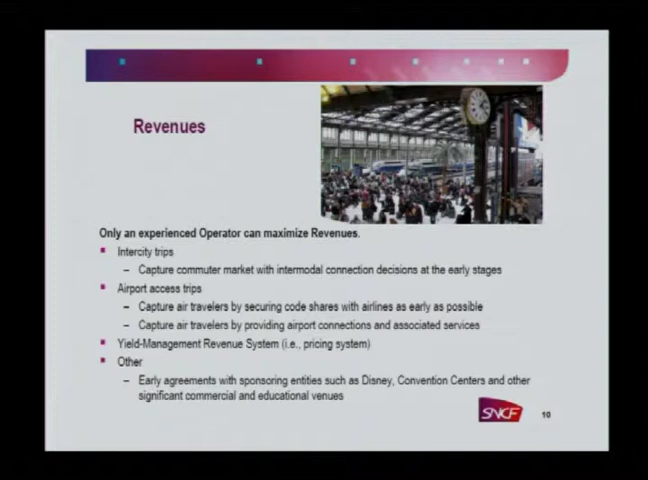 Revenues
Only an experienced Operator can maximize Revenues.
▪ Intercity trips
– Capture commuter market with intermodal connection decisions at the early stages
▪ Airport access trips
– Capture air travelers by securing code shares with airlines as early as possible
– Capture air travelers by providing airport connections and associated services
▪ Yield-Management Revenue System (i.e., pricing system)
▪ Other
– Early agreements with sponsoring entities such as Disney, Convention Centers and other
significant commercial and educational venues
SNCF
10